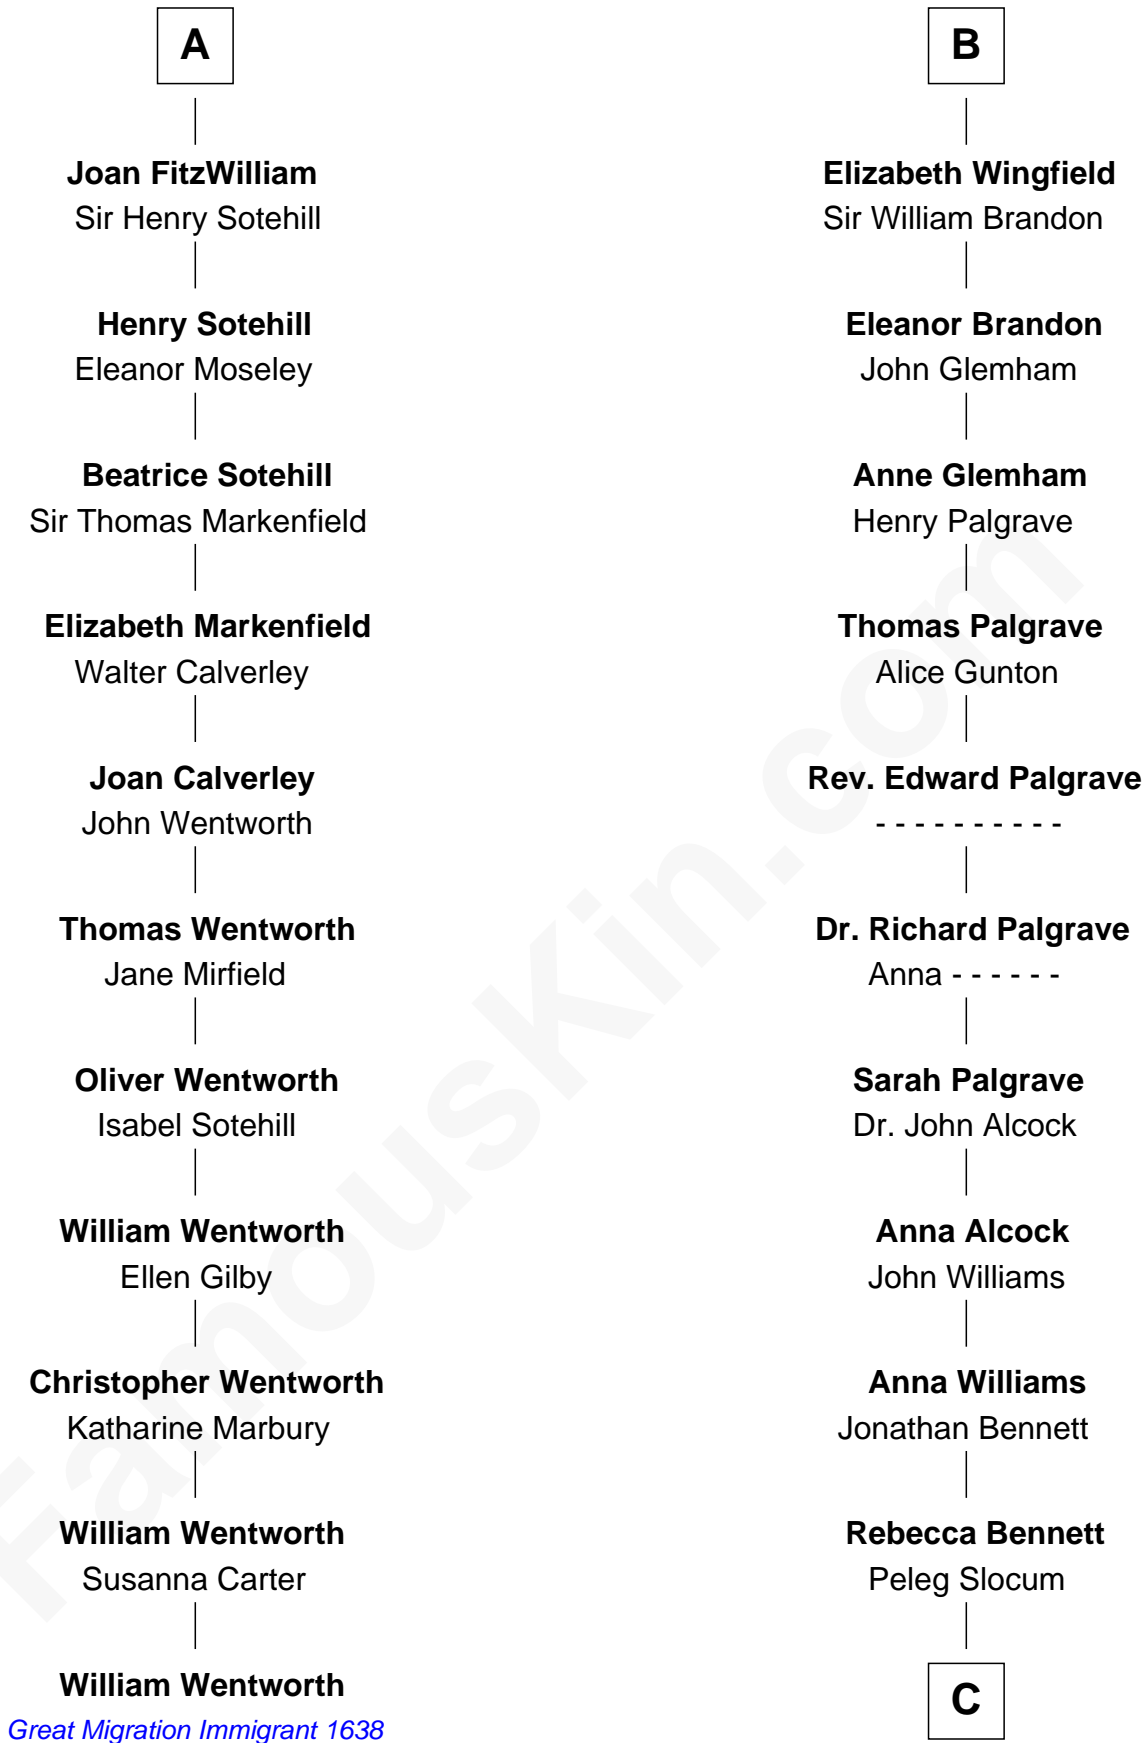 A
Joan FitzWilliam
Sir Henry Sotehill
Henry Sotehill
Eleanor Moseley
Beatrice Sotehill
Sir Thomas Markenfield
Elizabeth Markenfield
Walter Calverley
Joan Calverley
John Wentworth
Thomas Wentworth
Jane Mirfield
Oliver Wentworth
Isabel Sotehill
William Wentworth
Ellen Gilby
Christopher Wentworth
Katharine Marbury
William Wentworth
Susanna Carter
William Wentworth
Great Migration Immigrant 1638
B
Elizabeth Wingfield
Sir William Brandon
Eleanor Brandon
John Glemham
Anne Glemham
Henry Palgrave
Thomas Palgrave
Alice Gunton
Rev. Edward Palgrave
- - - - - - - - - -
Dr. Richard Palgrave
Anna - - - - - -
Sarah Palgrave
Dr. John Alcock
Anna Alcock
John Williams
Anna Williams
Jonathan Bennett
Rebecca Bennett
Peleg Slocum
C
FamousKin.com